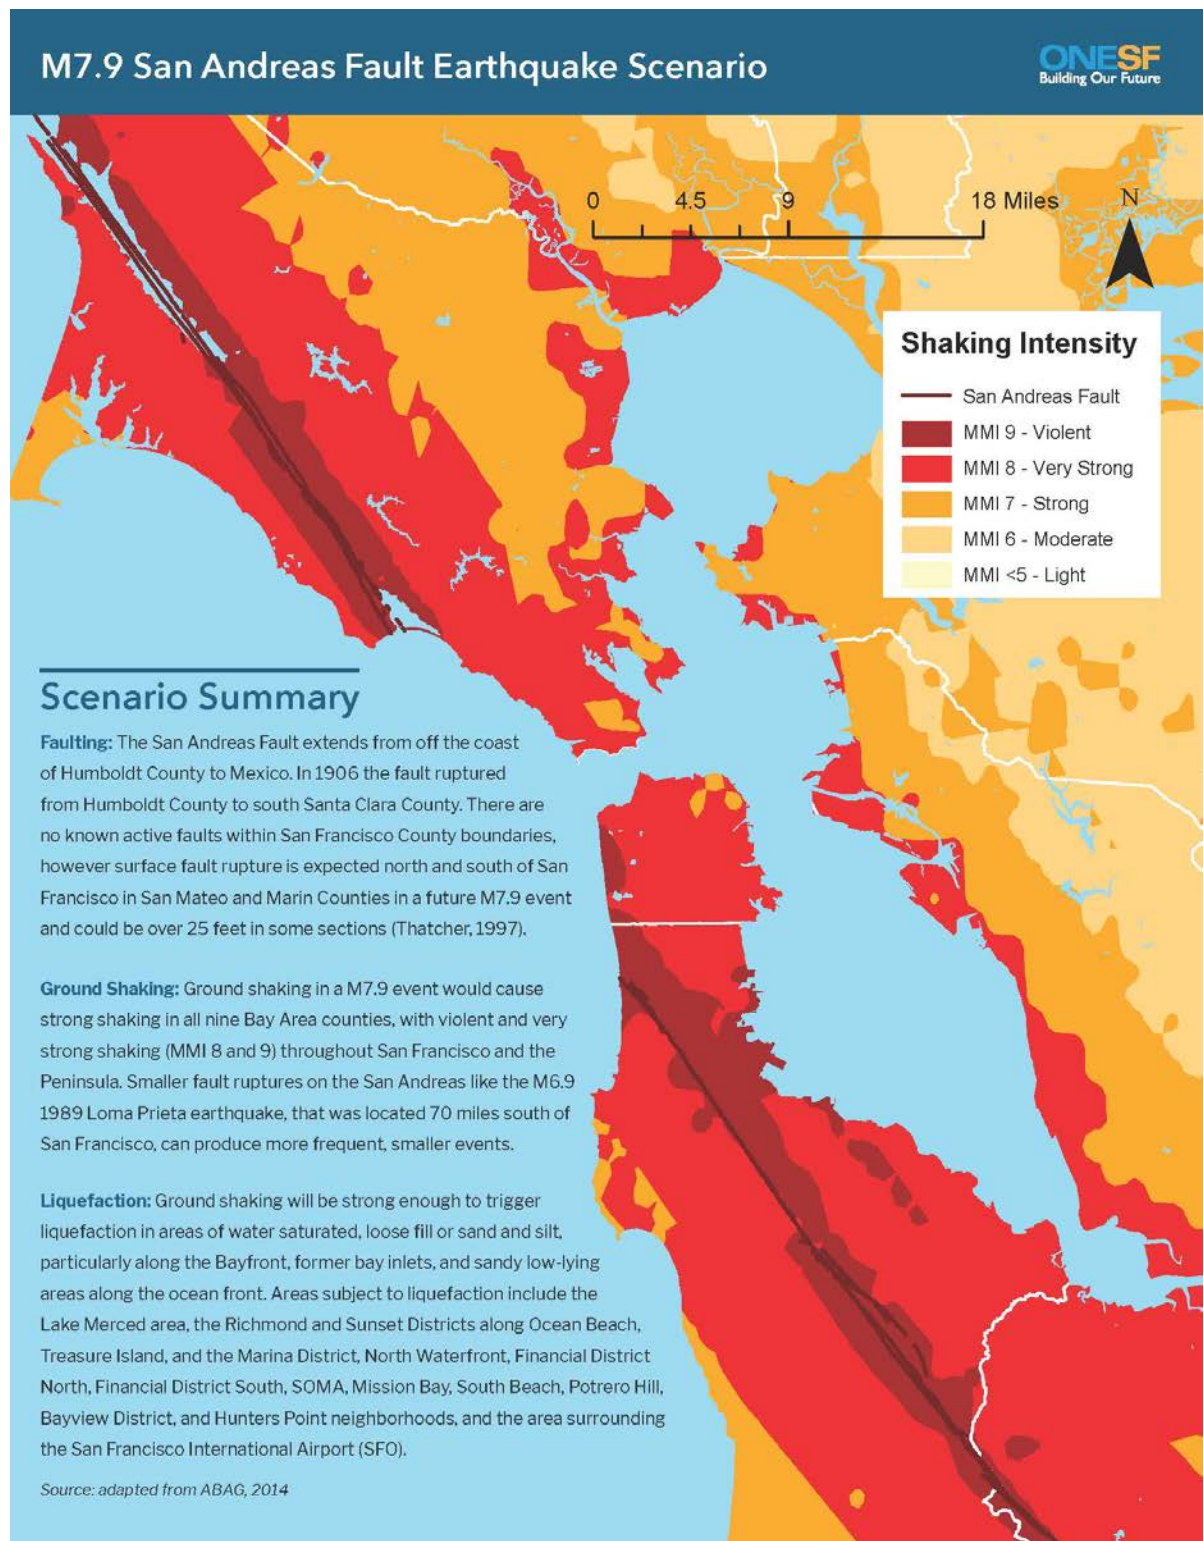 M7.9 San Andreas Fault Earthquake Scenario
ONESF
Building Our Future
0 4.5 9 18 Miles
N
Shaking Intensity
San Andreas Fault
MMI 9 - Violent
MMI 8 - Very Strong
MMI 7 - Strong
MMI 6 - Moderate
MMI <5 - Light
Scenario Summary
Faulting: The San Andreas Fault extends from off the coast
of Humboldt County to Mexico. In 1906 the fault ruptured
from Humboldt County to south Santa Clara County. There are
no known active faults within San Francisco County boundaries,
however surface fault rupture is expected north and south of San
Francisco in San Mateo and Marin Counties in a future M7.9 event
and could be over 25 feet in some sections (Thatcher, 1997).
Ground Shaking: Ground shaking in a M7.9 event would cause
strong shaking in all nine Bay Area counties, with violent and very
strong shaking (MMI 8 and 9) throughout San Francisco and the
Peninsula. Smaller fault ruptures on the San Andreas like the M6.9
1989 Loma Prieta earthquake, that was located 70 miles south of
San Francisco, can produce more frequent, smaller events.
Liquefaction: Ground shaking will be strong enough to trigger
liquefaction in areas of water saturated, loose fill or sand and silt,
particularly along the Bayfront, former bay inlets, and sandy low-lying
areas along the ocean front. Areas subject to liquefaction include the
Lake Merced area, the Richmond and Sunset Districts along Ocean Beach,
Treasure Island, and the Marina District, North Waterfront, Financial District
North, Financial District South, SOMA, Mission Bay, South Beach, Potrero Hill,
Bayview District, and Hunters Point neighborhoods, and the area surrounding
the San Francisco International Airport (SFO).
Source: adapted from ABAG, 2014